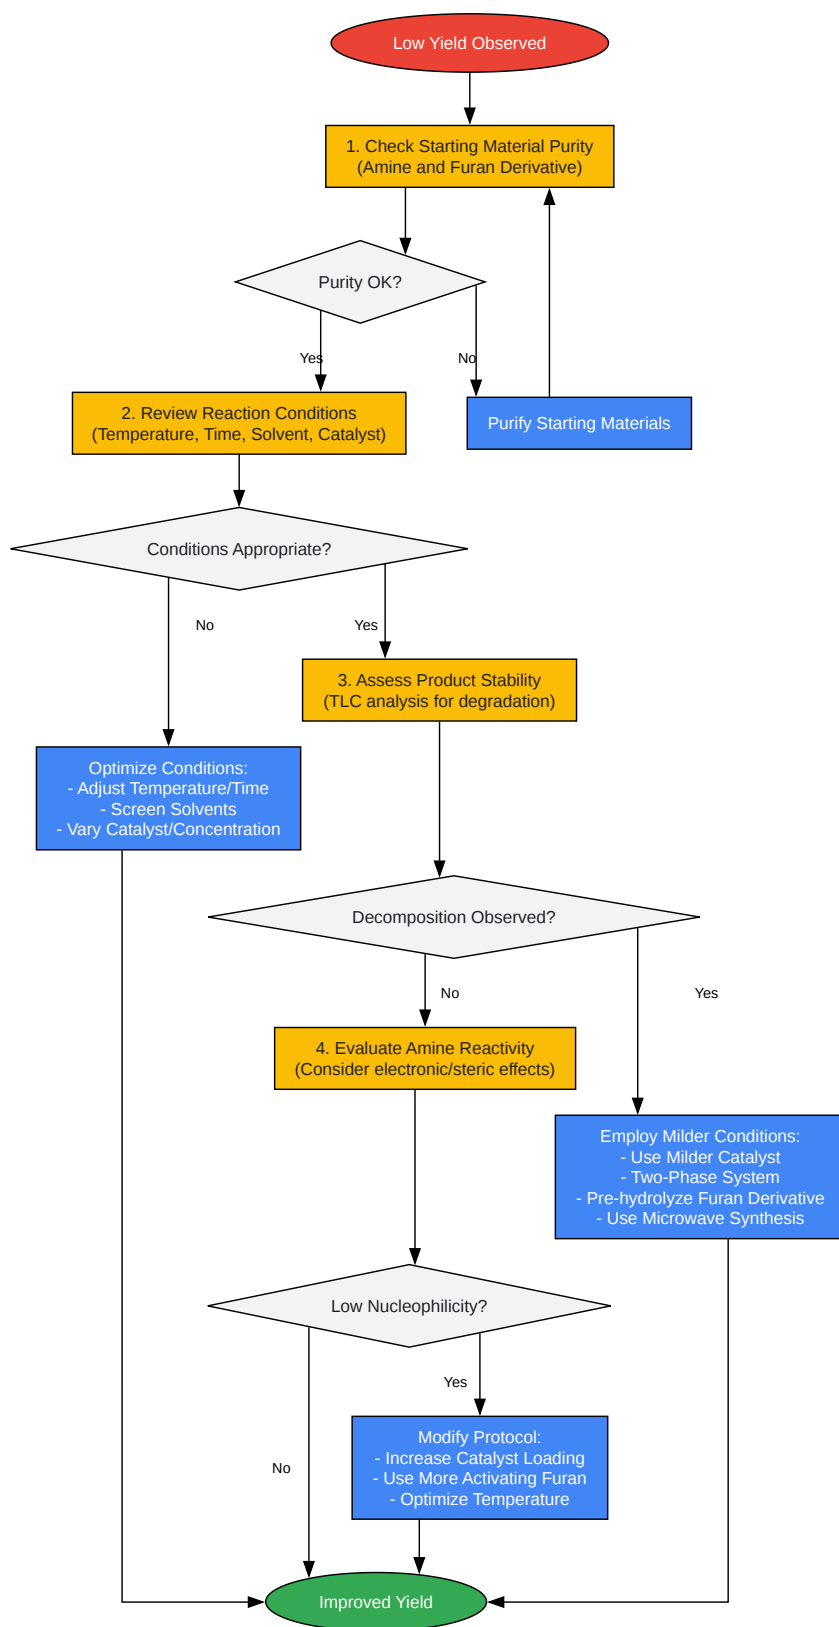 Low Yield Observed
1. Check Starting Material Purity
(Amine and Furan Derivative)
Purity OK?
Yes
No
2. Review Reaction Conditions
(Temperature, Time, Solvent, Catalyst)
Purify Starting Materials
Conditions Appropriate?
No
Yes
3. Assess Product Stability
(TLC analysis for degradation)
Optimize Conditions:
- Adjust Temperature/Time
- Screen Solvents
- Vary Catalyst/Concentration
Decomposition Observed?
No
Yes
4. Evaluate Amine Reactivity
(Consider electronic/steric effects)
Employ Milder Conditions:
- Use Milder Catalyst
- Two-Phase System
- Pre-hydrolyze Furan Derivative
- Use Microwave Synthesis
Low Nucleophilicity?
Yes
No
Modify Protocol:
- Increase Catalyst Loading
- Use More Activating Furan
- Optimize Temperature
Improved Yield